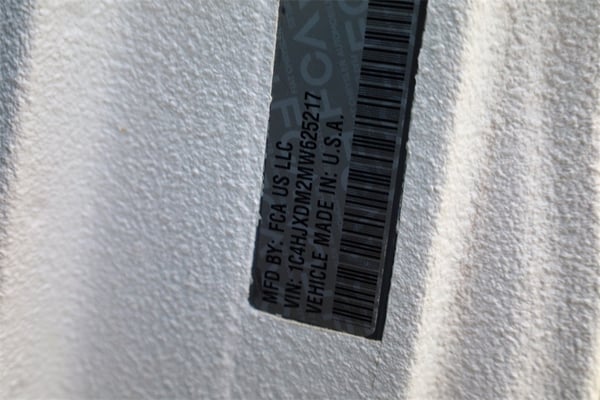 MFD BY: FCA US LLC
VIN: 1C4HJXDM2MW625217
VEHICLE MADE IN: U.S.A.